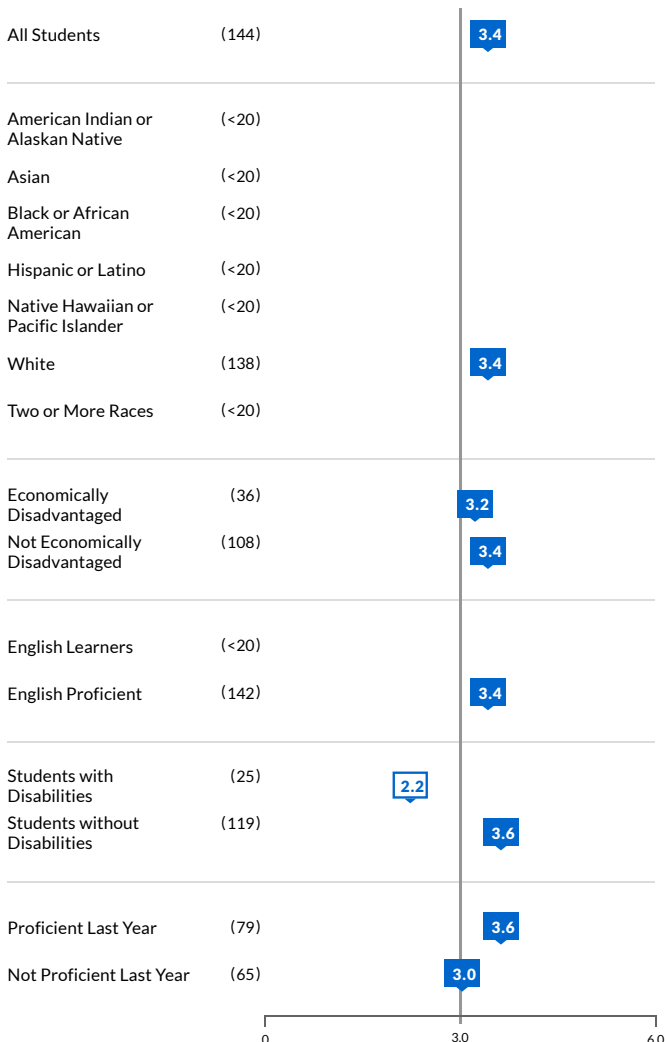 All Students (144) 3.4
American Indian or (<20)
Alaskan Native
Asian (<20)
Black or African (<20)
American
Hispanic or Latino (<20)
Native Hawaiian or (<20)
Pacific Islander
White (138) 3.4
Two or More Races (<20)
Economically (36) 3.2
Disadvantaged
Not Economically (108) 3.4
Disadvantaged
English Learners (<20)
English Proficient (142) 3.4
Students with (25) 2.2
Disabilities
Students without (119) 3.6
Disabilities
Proficient Last Year (79) 3.6
Not Proficient Last Year (65) 3.0
0 3.0 6.0